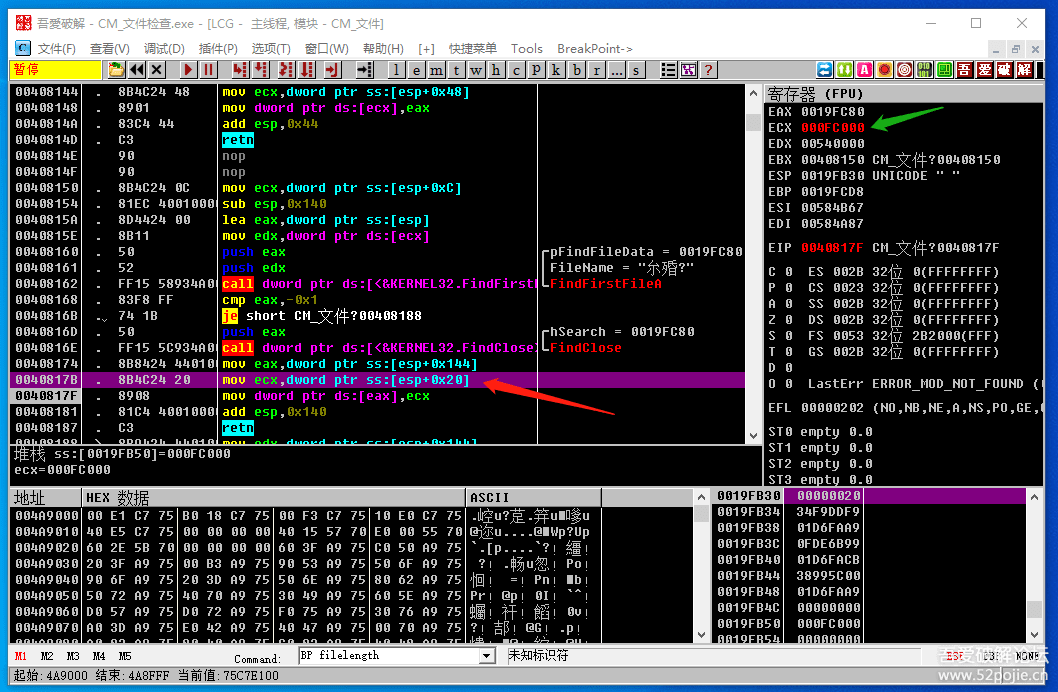 吾愛破解 - CM_文件检查.exe - [LCG - 主线程, 模块 - CM_文件]
文件(F) 查看(V) 调试(D) 插件(P) 选项(T) 窗口(W) 帮助(H) [+] 快捷菜单 Tools BreakPoint->
暂停 l e m t w h c p k b r ... s K ? A 吾 爱 破 解
00408144 . 8B4C24 48 mov ecx,dword ptr ss:[esp+0x48]
00408148 . 8901 mov dword ptr ds:[ecx],eax
0040814A . 83C4 44 add esp,0x44
0040814D . C3 retn
0040814E 90 nop
0040814F 90 nop
00408150 . 8B4C24 0C mov ecx,dword ptr ss:[esp+0xC]
00408154 . 81EC 40010000 sub esp,0x140
0040815A . 8D4424 00 lea eax,dword ptr ss:[esp]
0040815E . 8B11 mov edx,dword ptr ds:[ecx]
00408160 . 50 push eax pFindFileData = 0019FC80
00408161 . 52 push edx
00408162 . FF15 58934A00 call dword ptr ds:[<&KERNEL32.FindFirstF FindFirstFileA
00408168 . 83F8 FF cmp eax,-0x1
0040816B . 74 1B je short CM_文件?00408188
0040816D . 50 push eax hSearch = 0019FC80
0040816E . FF15 5C934A00 call dword ptr ds:[<&KERNEL32.FindClose> FindClose
00408174 . 8B8424 440100 mov eax,dword ptr ss:[esp+0x144]
0040817B . 8B4C24 20 mov ecx,dword ptr ss:[esp+0x20]
0040817F . 8908 mov dword ptr ds:[eax],ecx
00408181 . 81C4 40010000 add esp,0x140
00408187 . C3 retn
堆栈 ss:[0019FB50]=000FC000
ecx=000FC000
寄存器 (FPU)
EAX 0019FC80
ECX 000FC000
EDX 00540000
EBX 00408150 CM_文件?00408150
ESP 0019FB30 UNICODE " "
EBP 0019FCD8
ESI 00584B67
EDI 00584A87
EIP 0040817F CM_文件?0040817F
C 0 ES 002B 32位 0(FFFFFFFF)
P 0 CS 0023 32位 0(FFFFFFFF)
A 0 SS 002B 32位 0(FFFFFFFF)
Z 0 DS 002B 32位 0(FFFFFFFF)
S 0 FS 0053 32位 2B2000(FFF)
T 0 GS 002B 32位 0(FFFFFFFF)
D 0
O 0 LastErr ERROR_MOD_NOT_FOUND (
EFL 00000202 (NO,NB,NE,A,NS,PO,GE,
ST0 empty 0.0
ST1 empty 0.0
ST2 empty 0.0
ST3 empty 0.0
地址 HEX 数据 ASCII
004A9000 00 E1 C7 75 B0 18 C7 75 00 F3 C7 75 10 E0 C7 75
004A9010 40 E5 C7 75 00 00 00 00 40 15 57 70 E0 00 55 70
004A9020 60 2E 5B 70 00 00 00 00 60 3F A9 75 C0 50 A9 75
004A9030 20 3F A9 75 00 B3 A9 75 90 53 A9 75 50 6F A9 75
004A9040 90 6F A9 75 20 3D A9 75 50 6E A9 75 80 62 A9 75
004A9050 50 72 A9 75 40 70 A9 75 30 49 A9 75 60 5E A9 75
004A9060 D0 57 A9 75 D0 72 A9 75 F0 75 A9 75 30 76 A9 75
004A9070 A0 3D A9 75 E0 42 A9 75 40 47 A9 75 00 70 A9 75
0019FB30 00000020
0019FB34 34F9DDF9
0019FB38 01D6FAA9
0019FB3C 0FDE6B99
0019FB40 01D6FACB
0019FB44 38995C00
0019FB48 01D6FAA9
0019FB4C 00000000
0019FB50 000FC000
0019FB54 00000000
M1 M2 M3 M4 M5 Command: BP filelength 未知标识符 ESP EBP NONE
起始: 4A9000 结束: 4A8FFF 当前值: 75C7E100
吾爱破解论坛
www.52pojie.cn